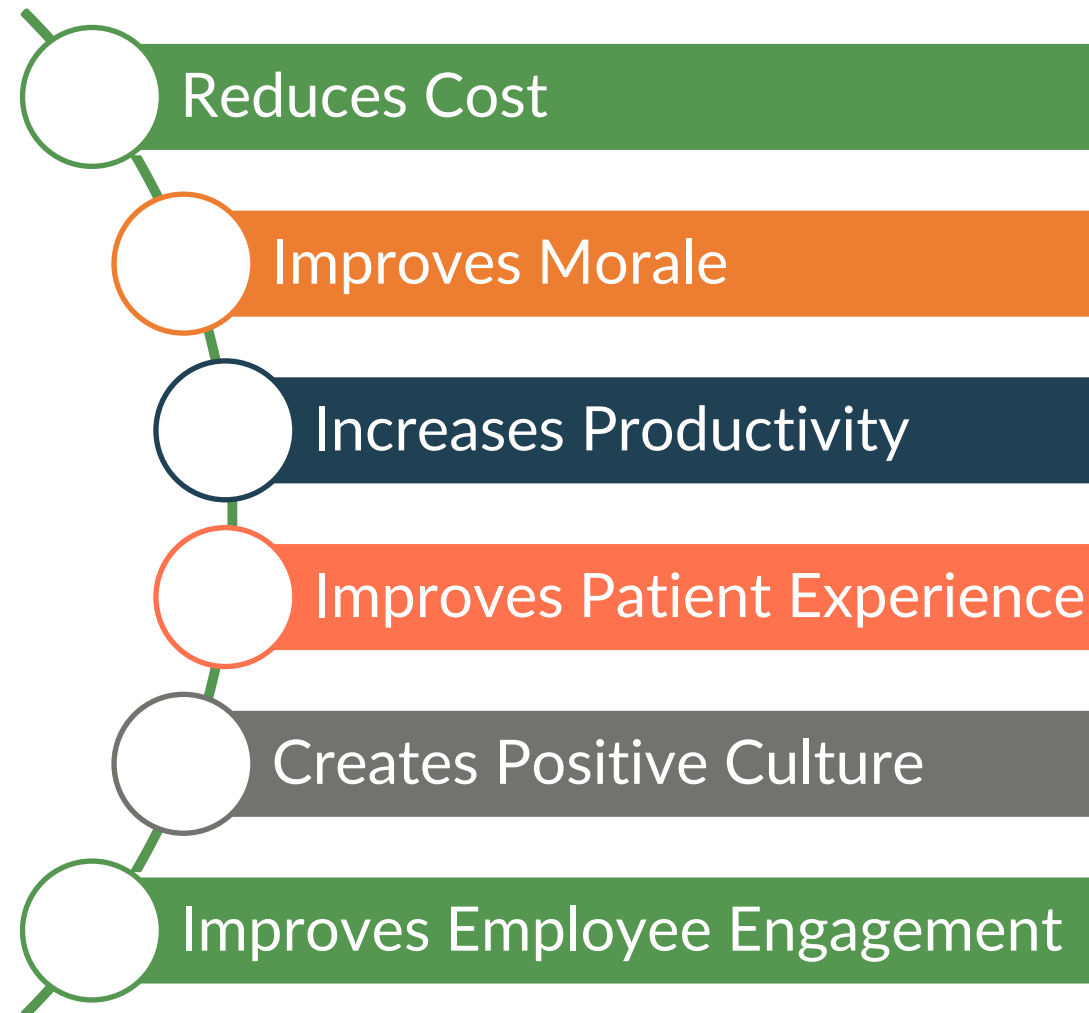 Reduces Cost
Improves Morale
Increases Productivity
Improves Patient Experience
Creates Positive Culture
Improves Employee Engagement